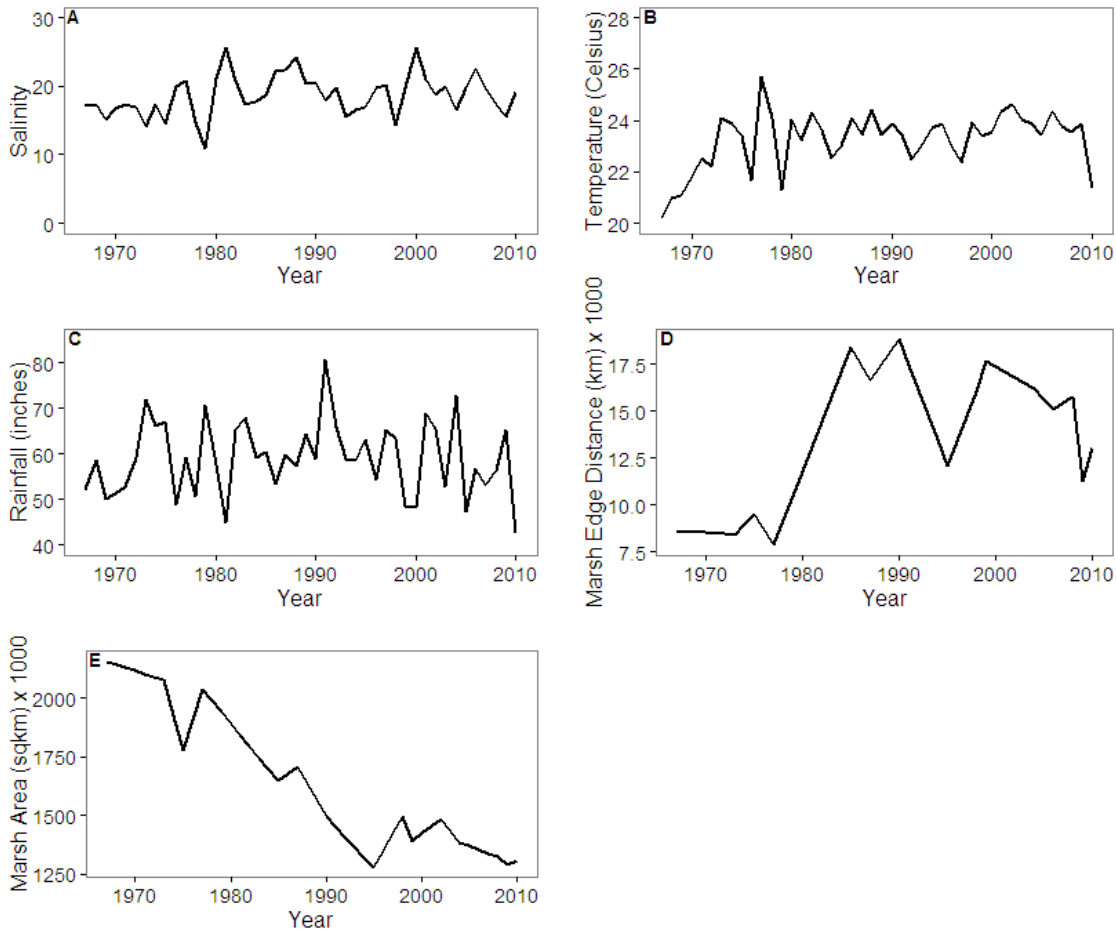 A
30
20
10
0
Salinity
1970 1980 1990 2000 2010
Year
B
28
26
24
22
20
Temperature (Celsius)
1970 1980 1990 2000 2010
Year
C
80
70
60
50
40
Rainfall (inches)
1970 1980 1990 2000 2010
Year
D
17.5
15.0
12.5
10.0
7.5
Marsh Edge Distance (km) x 1000
1970 1980 1990 2000 2010
Year
E
2000
1750
1500
1250
Marsh Area (sqkm) x 1000
1970 1980 1990 2000 2010
Year